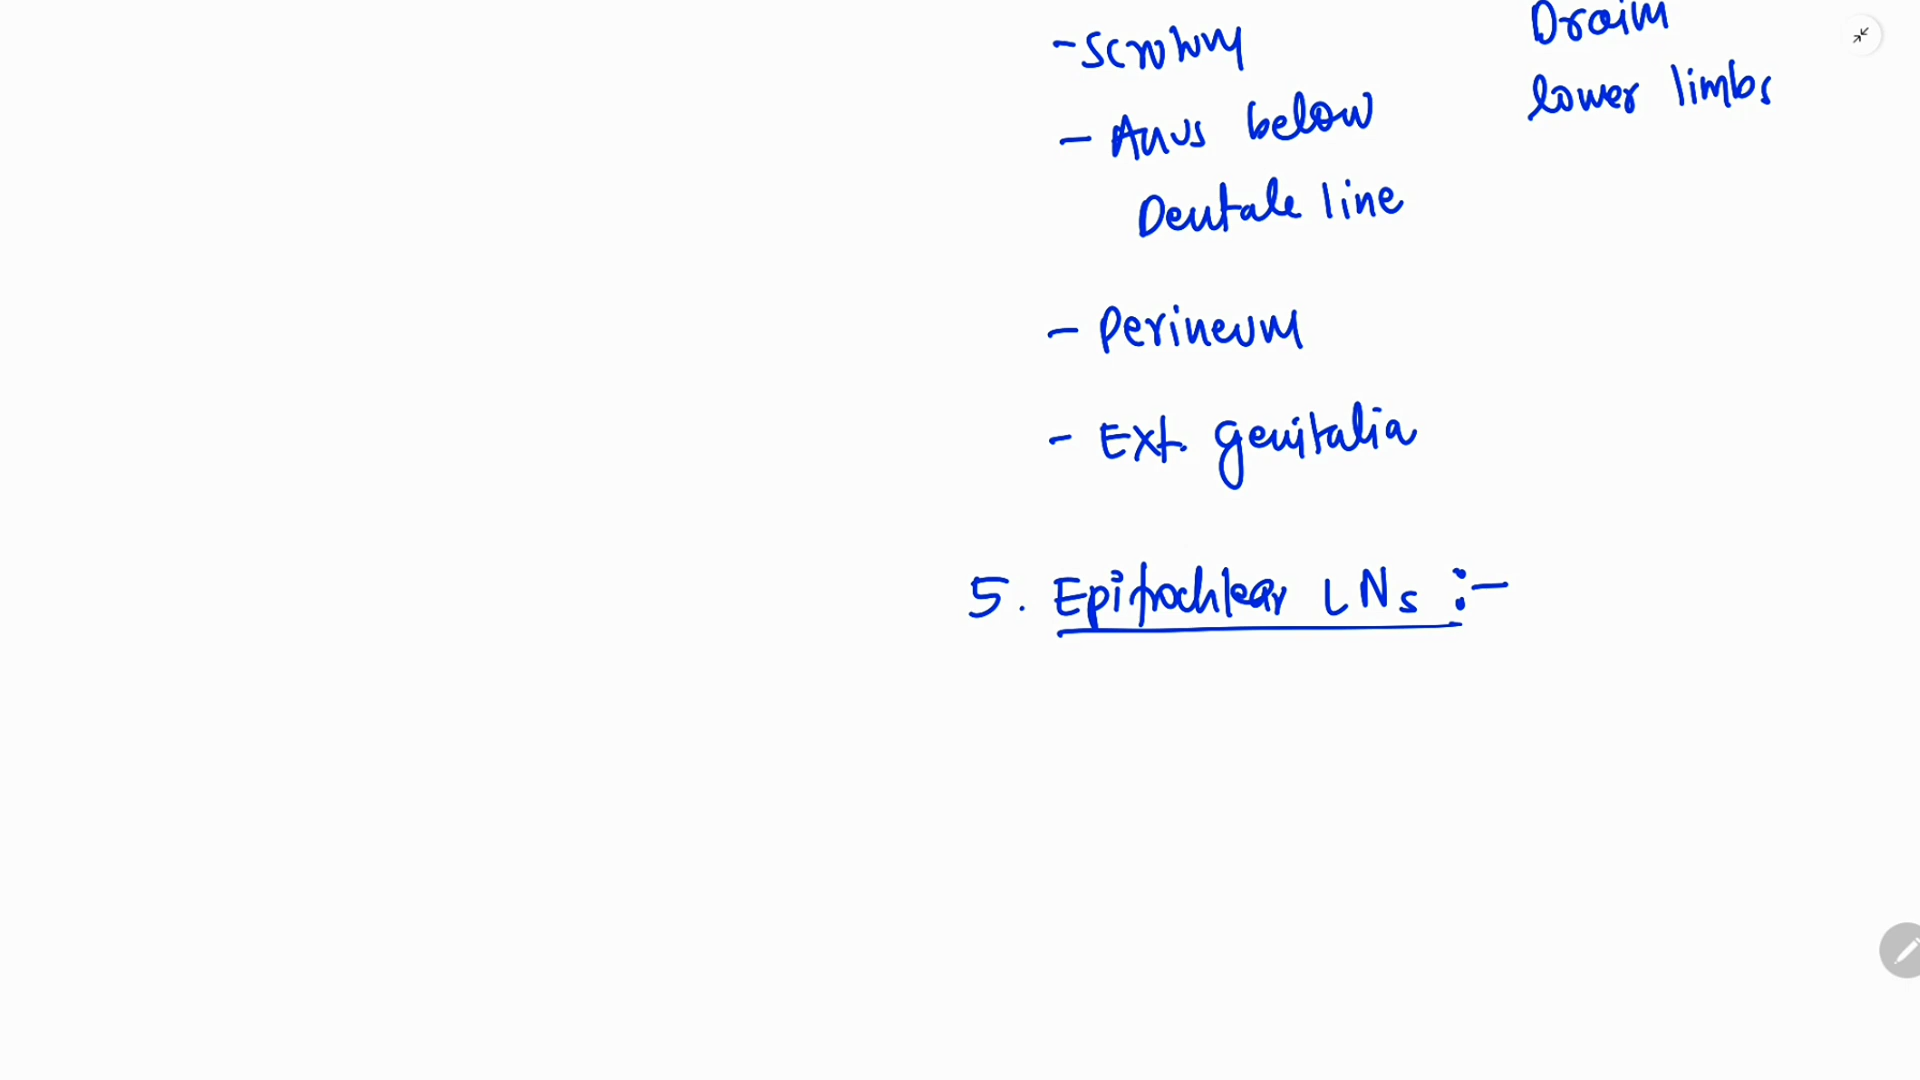 - Scrotum
Drain
lower limbs
- Anus below
Dentate line
- Perineum
- Ext. genitalia
5. Epitrochlear LNs :-